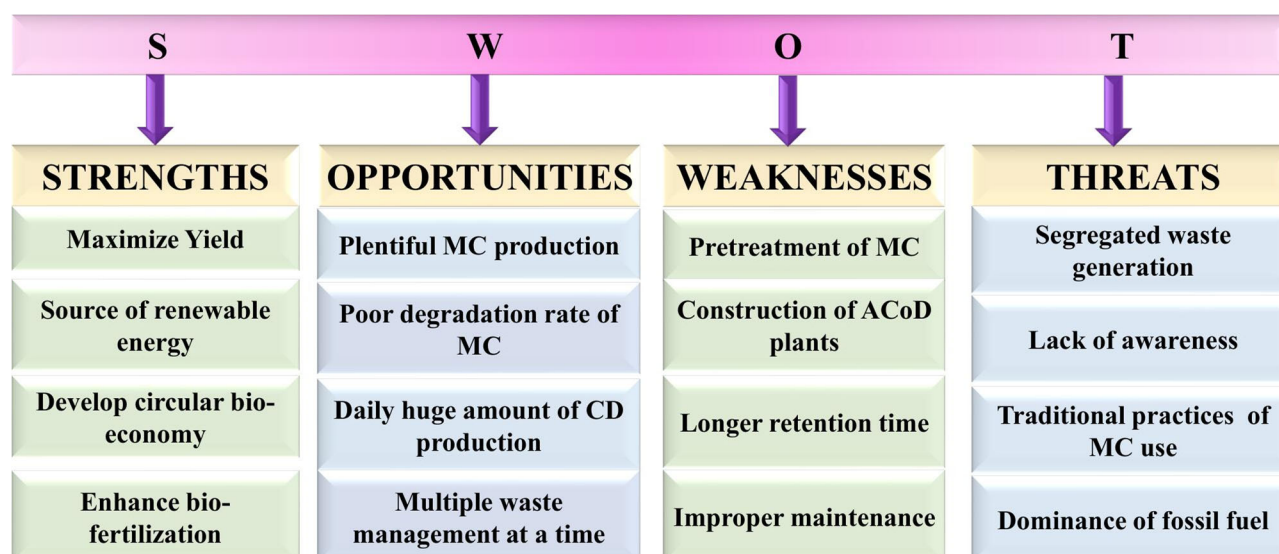 S W O T
STRENGTHS
Maximize Yield
Source of renewable
energy
Develop circular bio-
economy
Enhance bio-
fertilization
OPPORTUNITIES
Plentiful MC production
Poor degradation rate of
MC
Daily huge amount of CD
production
Multiple waste
management at a time
WEAKNESSES
Pretreatment of MC
Construction of ACoD
plants
Longer retention time
Improper maintenance
THREATS
Segregated waste
generation
Lack of awareness
Traditional practices of
MC use
Dominance of fossil fuel